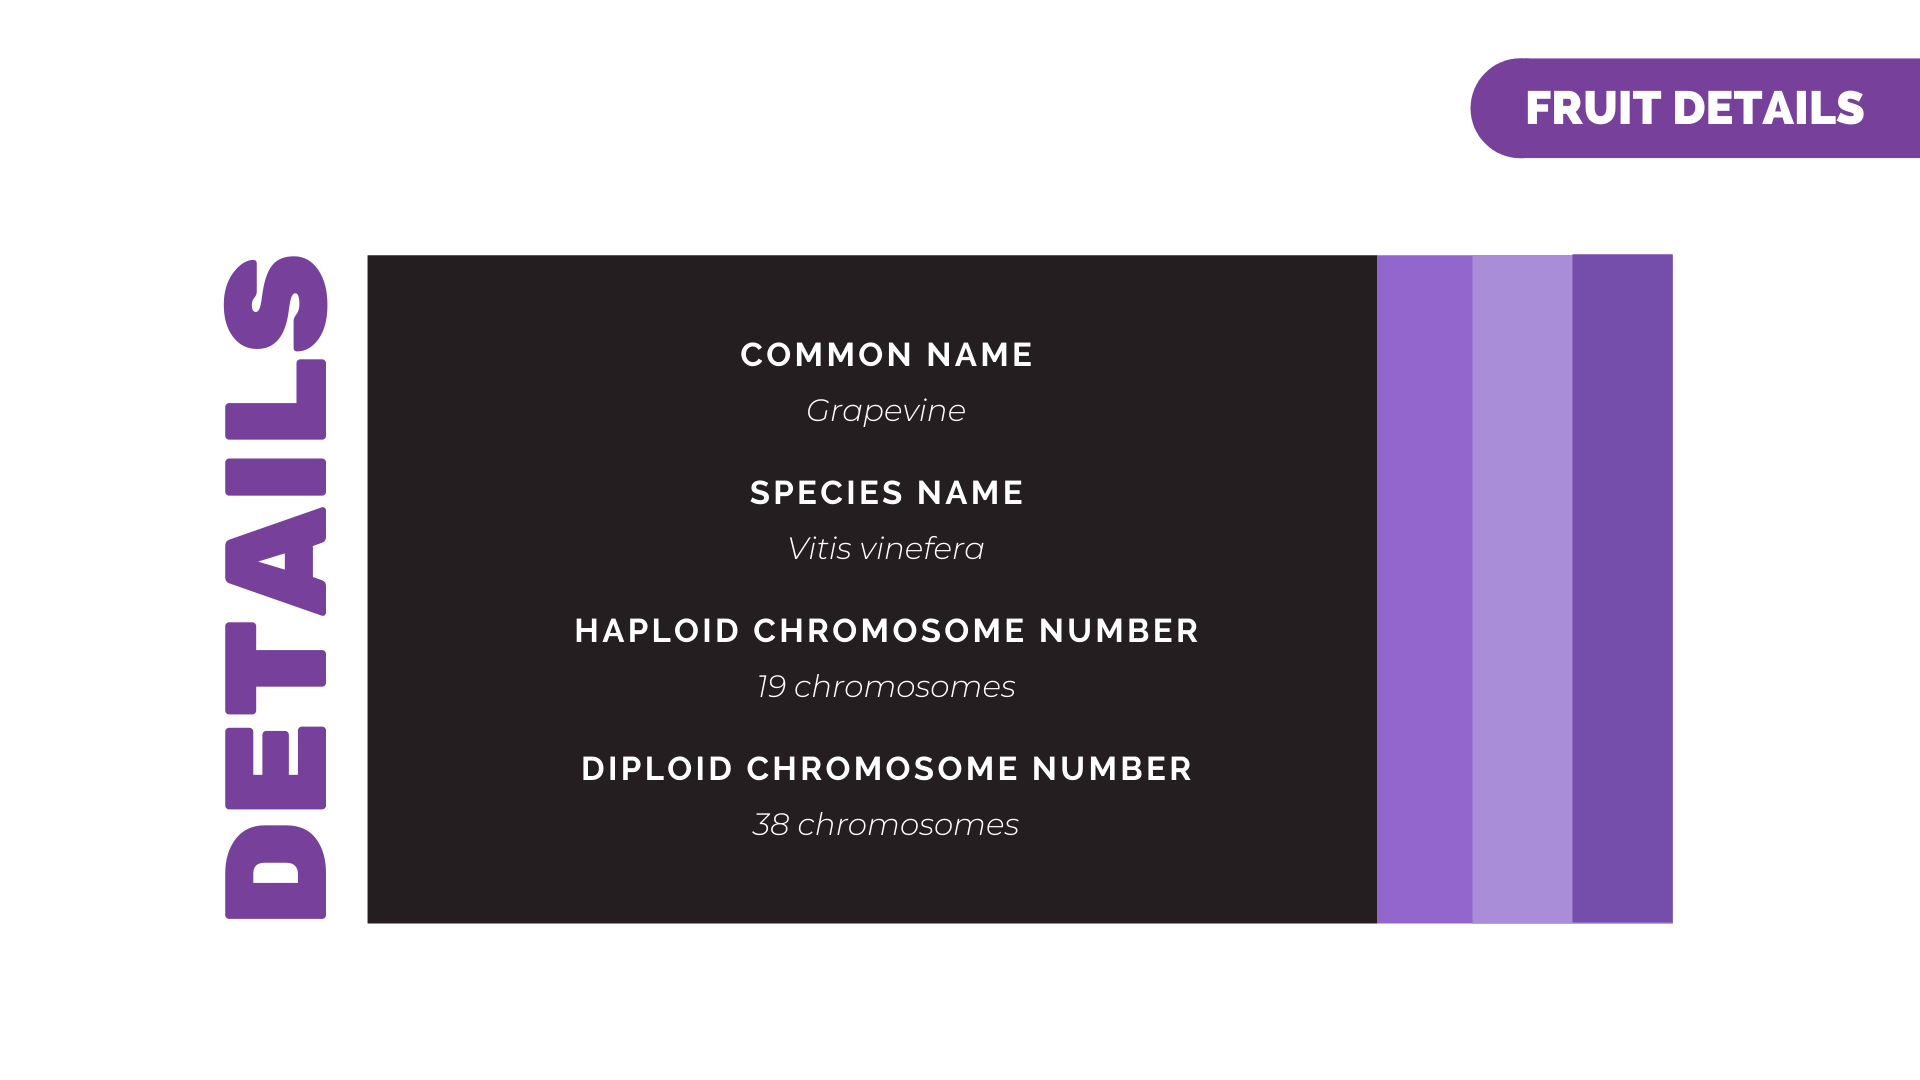 FRUIT DETAILS
DETAILS
COMMON NAME
Grapevine
SPECIES NAME
Vitis vinefera
HAPLOID CHROMOSOME NUMBER
19 chromosomes
DIPLOID CHROMOSOME NUMBER
38 chromosomes